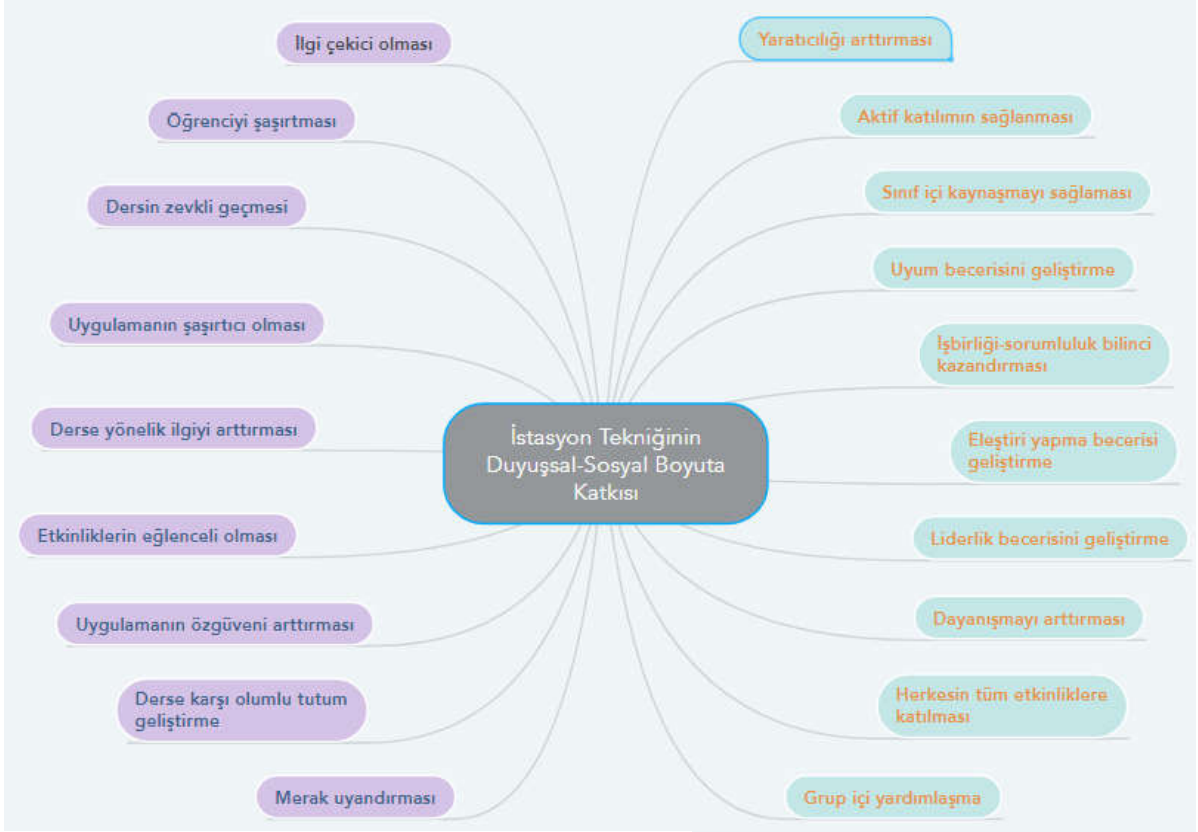 İlgi çekici olması
Öğrenciyi şaşırtması
Dersin zevkli geçmesi
Uygulamanın şaşırtıcı olması
Derse yönelik ilgiyi arttırması
Etkinliklerin eğlenceli olması
Uygulamanın özgüveni arttırması
Derse karşı olumlu tutum
geliştirme
Merak uyandırması
İstasyon Tekniğinin
Duyuşsal-Sosyal Boyuta
Katkısı
Yaratıcılığı arttırması
Aktif katılımın sağlanması
Sınıf içi kaynaşmayı sağlaması
Uyum becerisini geliştirme
İşbirliği-sorumluluk bilinci
kazandırması
Eleştiri yapma becerisi
geliştirme
Liderlik becerisini geliştirme
Dayanışmayı arttırması
Herkesin tüm etkinliklere
katılması
Grup içi yardımlaşma